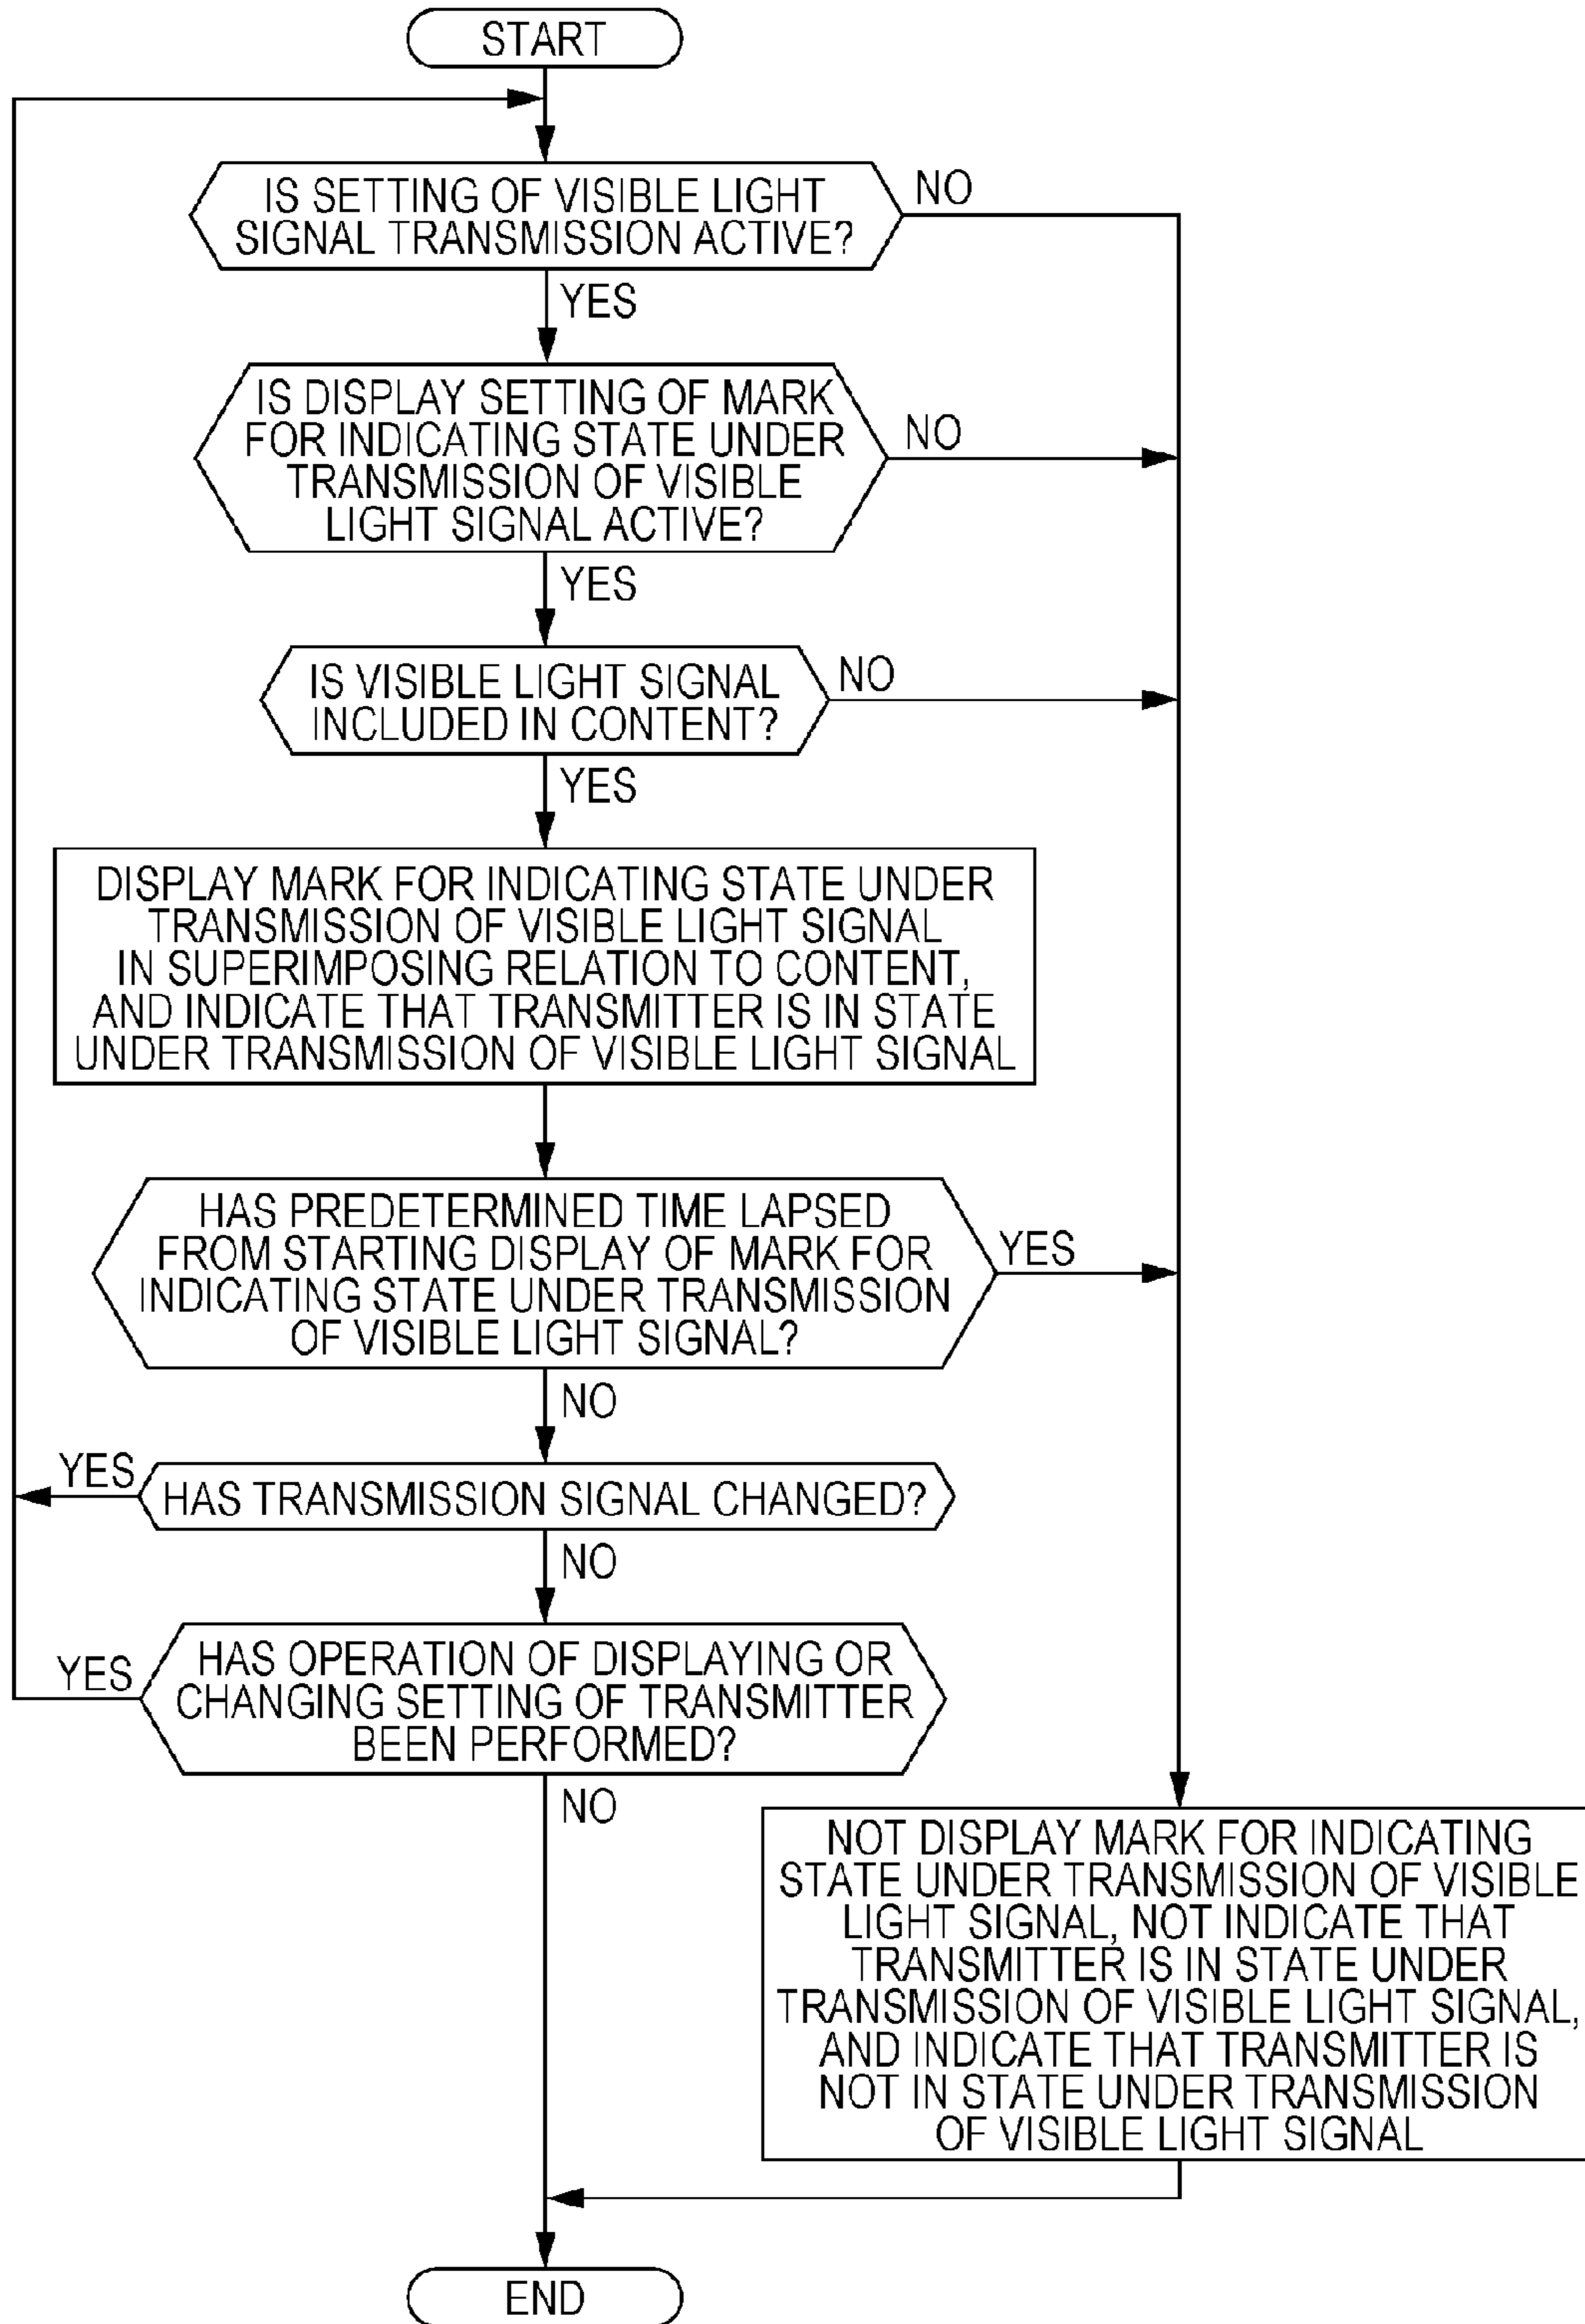 START
IS SETTING OF VISIBLE LIGHT
SIGNAL TRANSMISSION ACTIVE?
NO
YES
IS DISPLAY SETTING OF MARK
FOR INDICATING STATE UNDER
TRANSMISSION OF VISIBLE
LIGHT SIGNAL ACTIVE?
NO
YES
IS VISIBLE LIGHT SIGNAL
INCLUDED IN CONTENT?
NO
YES
DISPLAY MARK FOR INDICATING STATE UNDER
TRANSMISSION OF VISIBLE LIGHT SIGNAL
IN SUPERIMPOSING RELATION TO CONTENT,
AND INDICATE THAT TRANSMITTER IS IN STATE
UNDER TRANSMISSION OF VISIBLE LIGHT SIGNAL
HAS PREDETERMINED TIME LAPSED
FROM STARTING DISPLAY OF MARK FOR
INDICATING STATE UNDER TRANSMISSION
OF VISIBLE LIGHT SIGNAL?
YES
NO
YES
HAS TRANSMISSION SIGNAL CHANGED?
NO
YES
HAS OPERATION OF DISPLAYING OR
CHANGING SETTING OF TRANSMITTER
BEEN PERFORMED?
NO
NOT DISPLAY MARK FOR INDICATING
STATE UNDER TRANSMISSION OF VISIBLE
LIGHT SIGNAL, NOT INDICATE THAT
TRANSMITTER IS IN STATE UNDER
TRANSMISSION OF VISIBLE LIGHT SIGNAL,
AND INDICATE THAT TRANSMITTER IS
NOT IN STATE UNDER TRANSMISSION
OF VISIBLE LIGHT SIGNAL
END